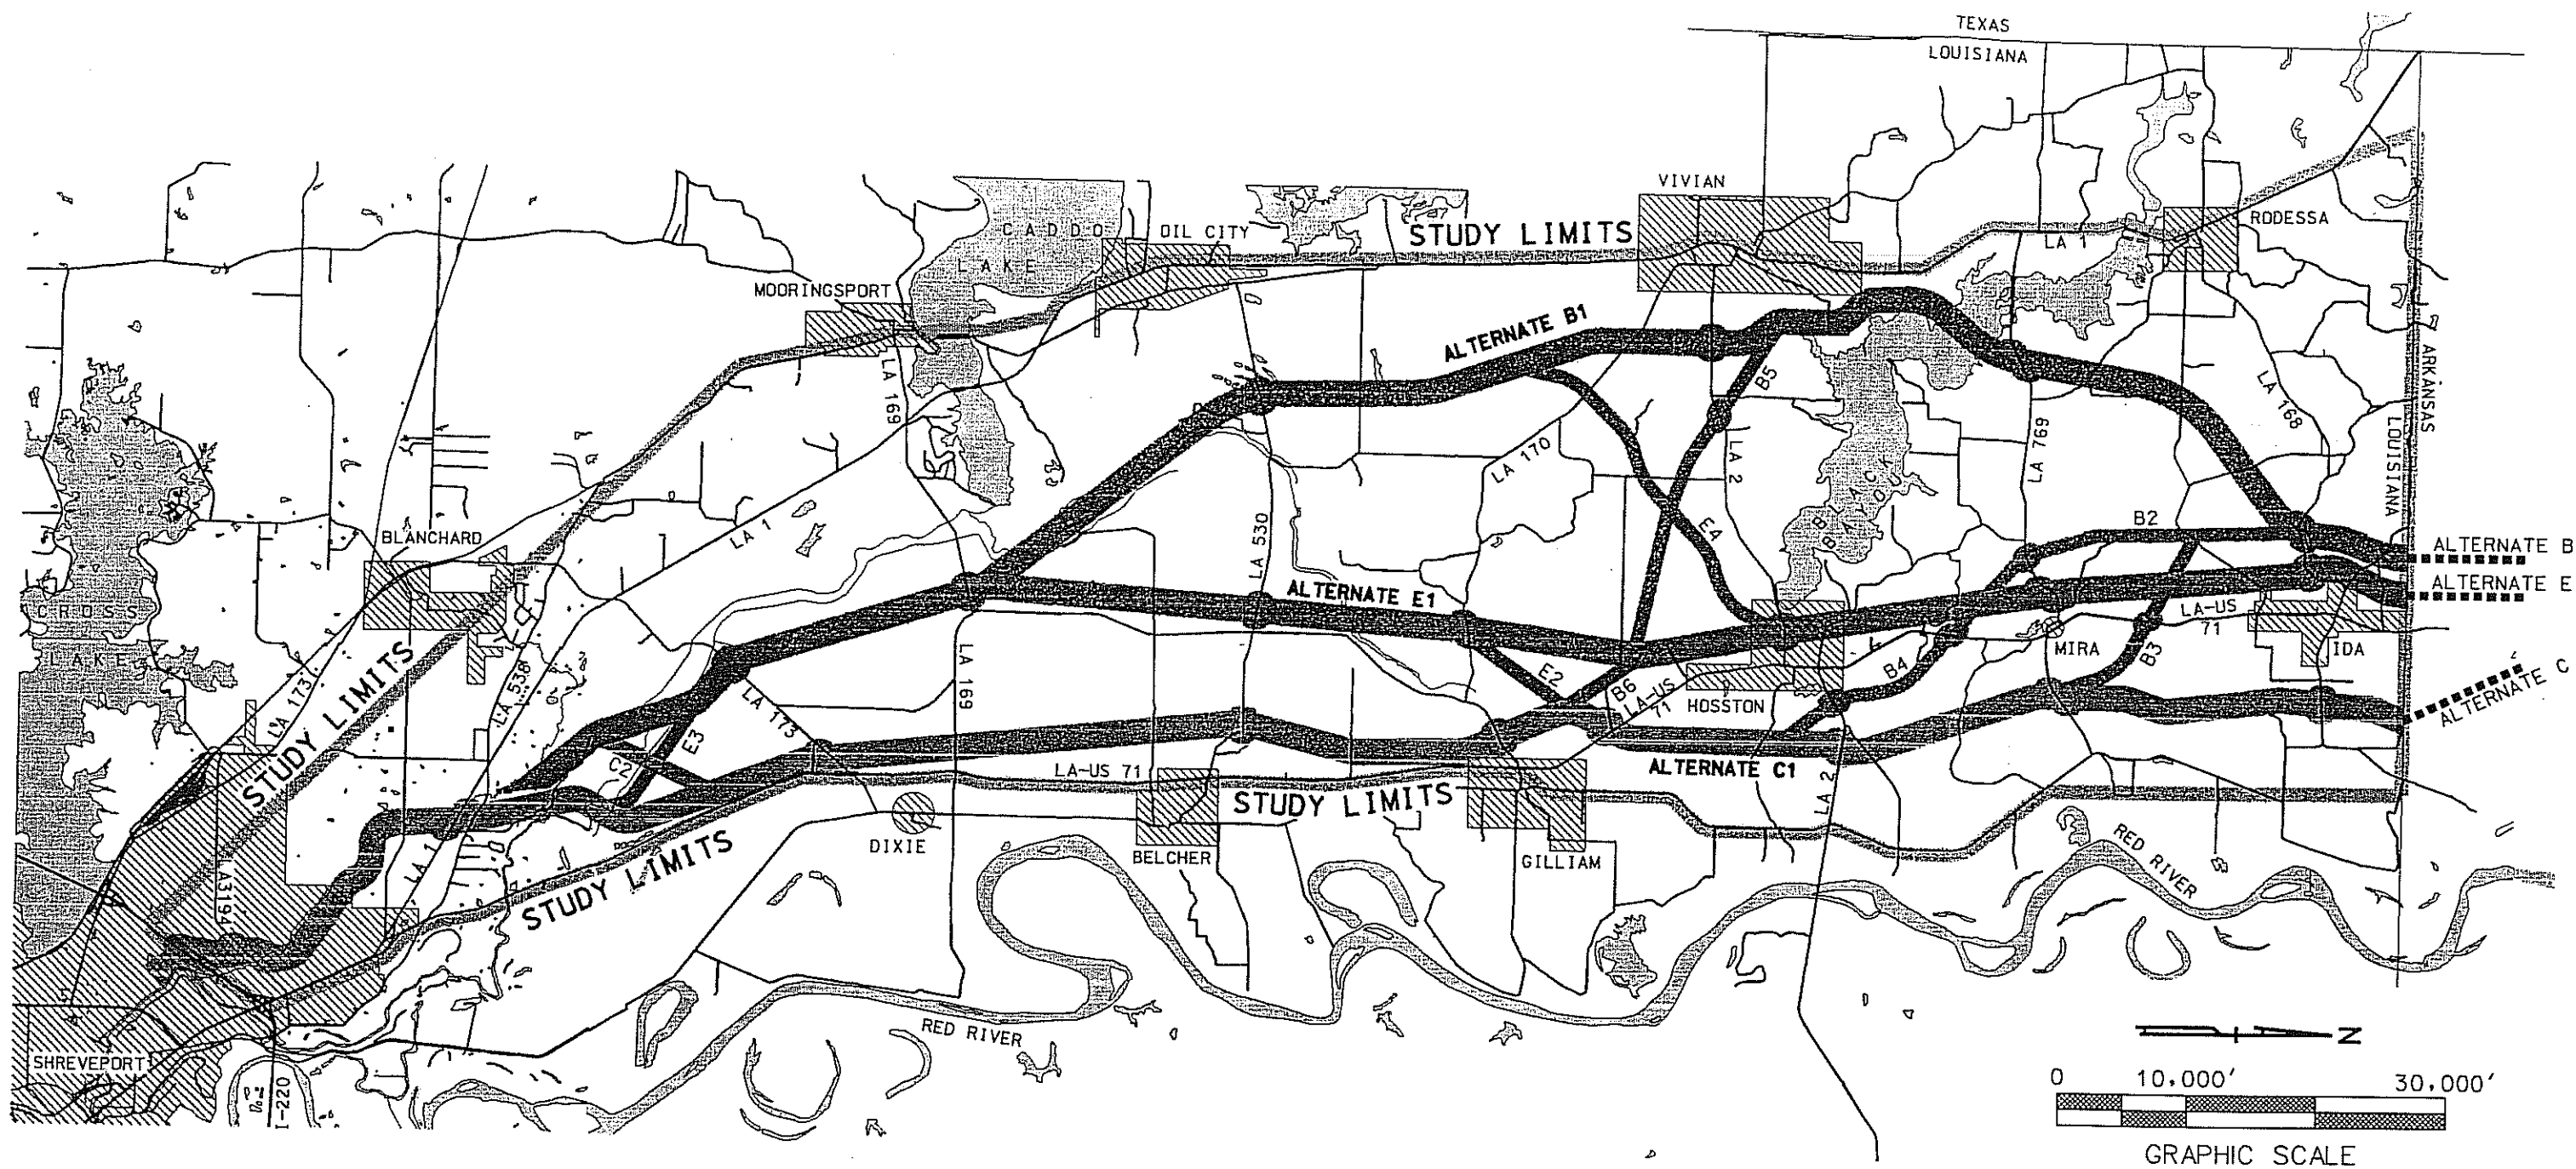 TEXAS
LOUISIANA
VIVIAN
CADDO
LAKE
OIL CITY
STUDY LIMITS
RODESSA
LA 1
MOORINGSPORT
LA 169
ALTERNATE B1
B5
ARKANSAS
LOUISIANA
LA 168
LA 769
LA 170
LA 2
BLACK
BAYOU
E4
LA 1
BLANCHARD
LA 530
B2
ALTERNATE B
ALTERNATE E
ALTERNATE E1
LA-US
71
CROSS
LAKE
LA 173
STUDY LIMITS
LA 538
LA 169
E2
B6
LA-US
71
HOSSTON
B4
MIRA
B3
IDA
ALTERNATE C
LA 173
E3
C2
LA-US 71
ALTERNATE C1
STUDY LIMITS
LA 2
DIXIE
BELCHER
GILLIAM
RED RIVER
LA 1
LA3194
STUDY LIMITS
RED RIVER
SHREVEPORT
I-220
N
0 10,000' 30,000'
GRAPHIC SCALE